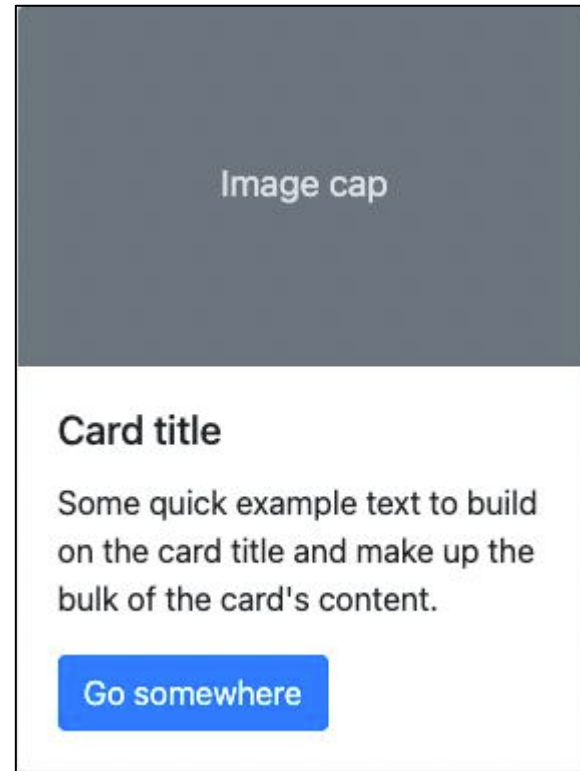 Image cap
Card title
Some quick example text to build
on the card title and make up the
bulk of the card's content.
Go somewhere